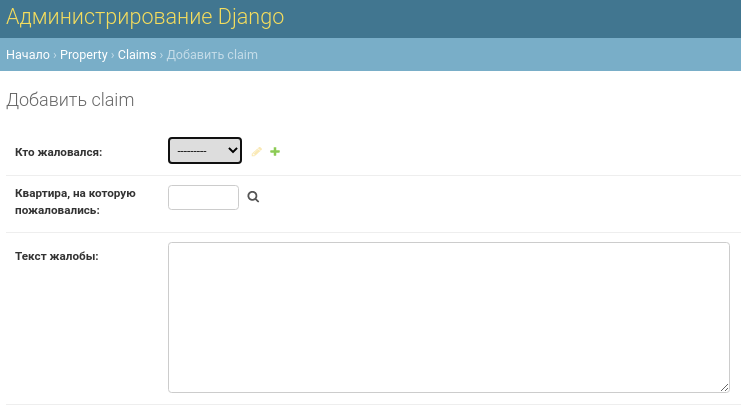 Администрирование Django
Начало › Property › Claims › Добавить claim
Добавить claim
Кто жаловался:
---------
Квартира, на которую
пожаловались:
Текст жалобы: